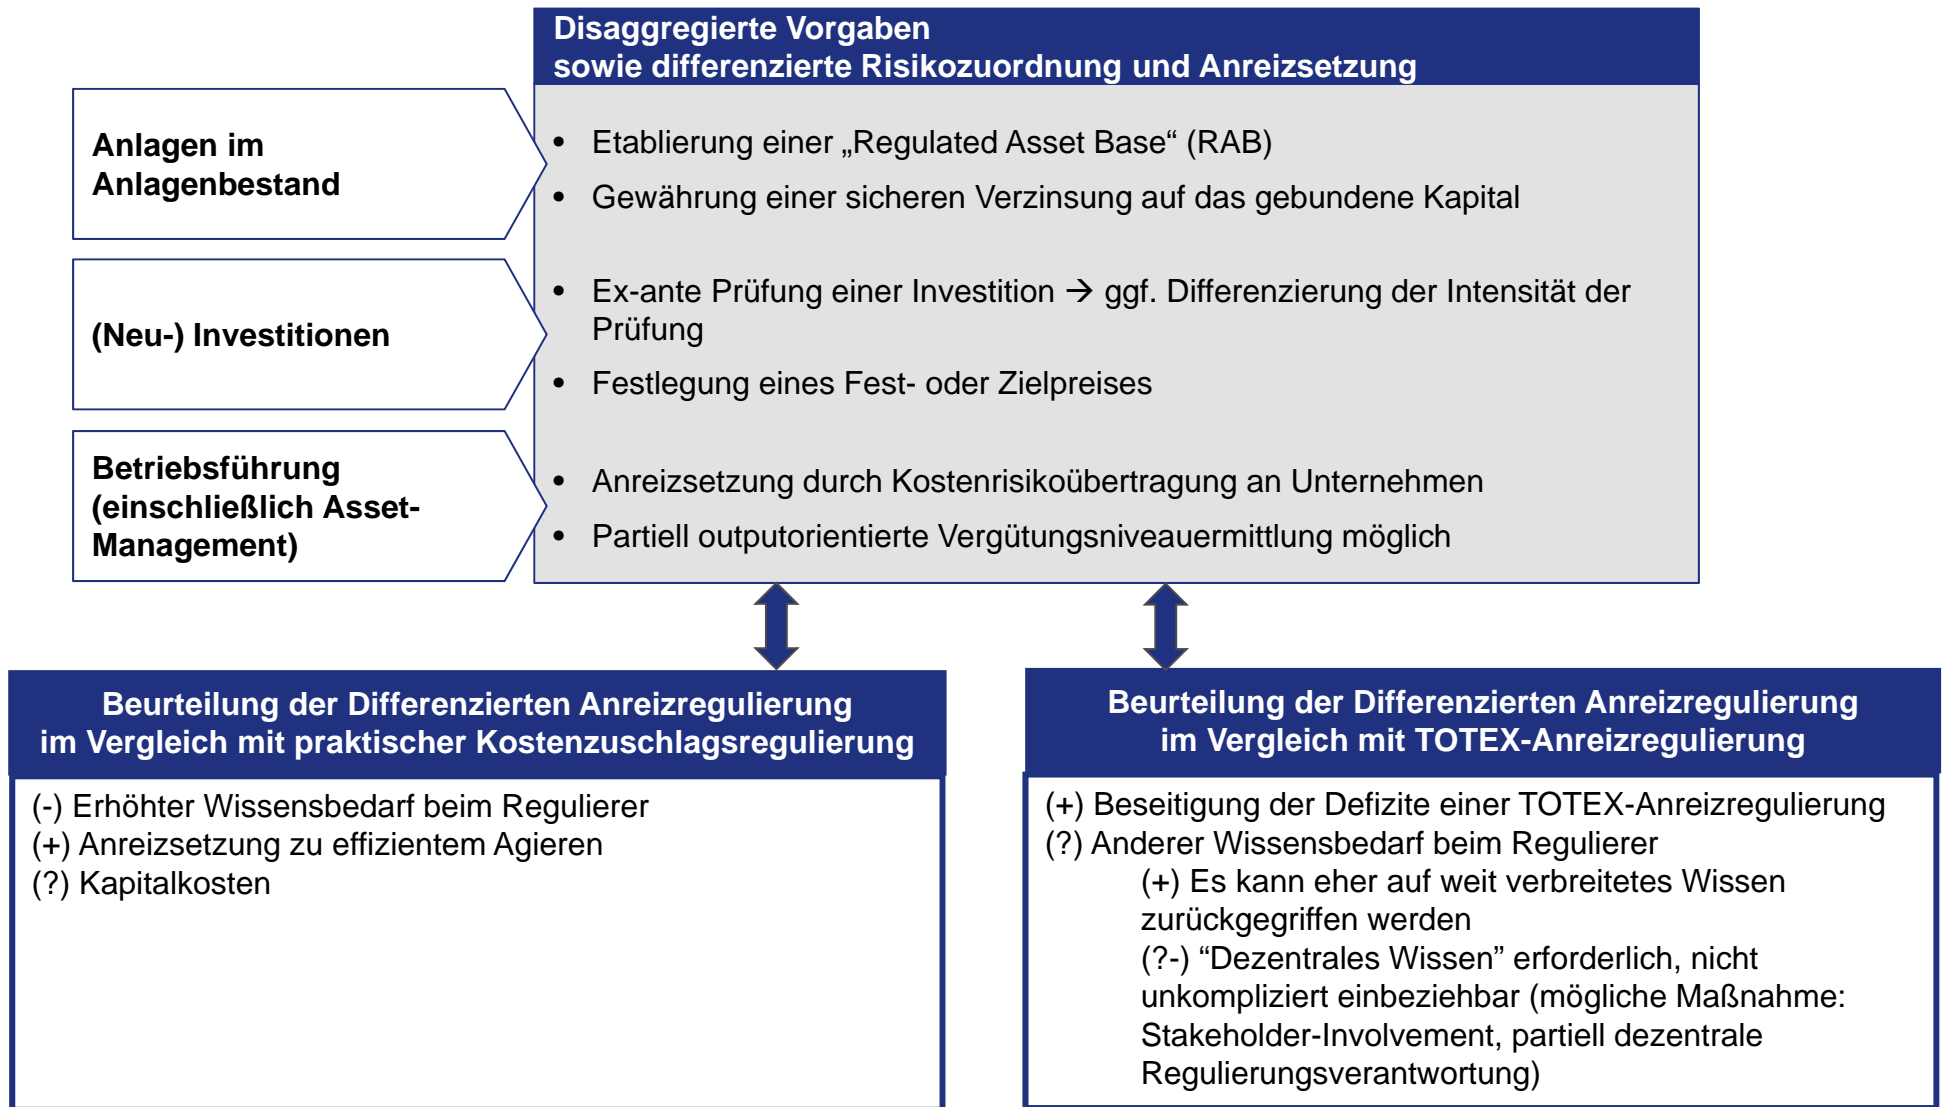 Disaggregierte Vorgaben
sowie differenzierte Risikozuordnung und Anreizsetzung
Anlagen im
Anlagenbestand
• Etablierung einer „Regulated Asset Base“ (RAB)
• Gewährung einer sicheren Verzinsung auf das gebundene Kapital
(Neu-) Investitionen
• Ex-ante Prüfung einer Investition → ggf. Differenzierung der Intensität der
Prüfung
• Festlegung eines Fest- oder Zielpreises
Betriebsführung
(einschließlich Asset-
Management)
• Anreizsetzung durch Kostenrisikoübertragung an Unternehmen
• Partiell outputorientierte Vergütungsniveauermittlung möglich
Beurteilung der Differenzierten Anreizregulierung
im Vergleich mit praktischer Kostenzuschlagsregulierung
(-) Erhöhter Wissensbedarf beim Regulierer
(+) Anreizsetzung zu effizientem Agieren
(?) Kapitalkosten
Beurteilung der Differenzierten Anreizregulierung
im Vergleich mit TOTEX-Anreizregulierung
(+) Beseitigung der Defizite einer TOTEX-Anreizregulierung
(?) Anderer Wissensbedarf beim Regulierer
(+) Es kann eher auf weit verbreitetes Wissen
zurückgegriffen werden
(?-) “Dezentrales Wissen” erforderlich, nicht
unkompliziert einbeziehbar (mögliche Maßnahme:
Stakeholder-Involvement, partiell dezentrale
Regulierungsverantwortung)